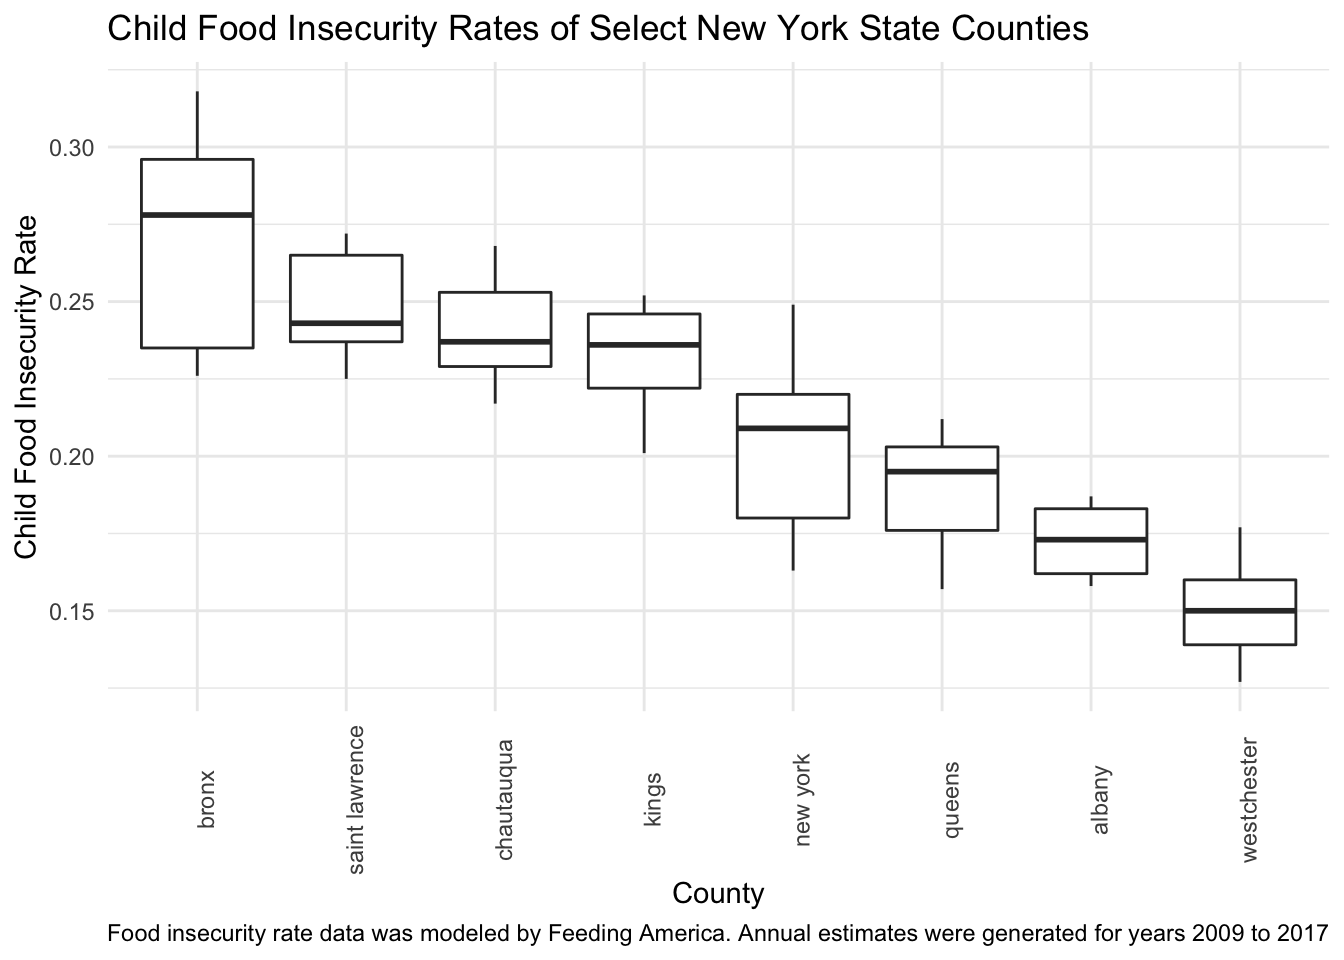 Child Food Insecurity Rates of Select New York State Counties
Child Food Insecurity Rate
0.30
0.25
0.20
0.15
bronx
saint lawrence
chautauqua
kings
new york
queens
albany
westchester
County
Food insecurity rate data was modeled by Feeding America. Annual estimates were generated for years 2009 to 2017